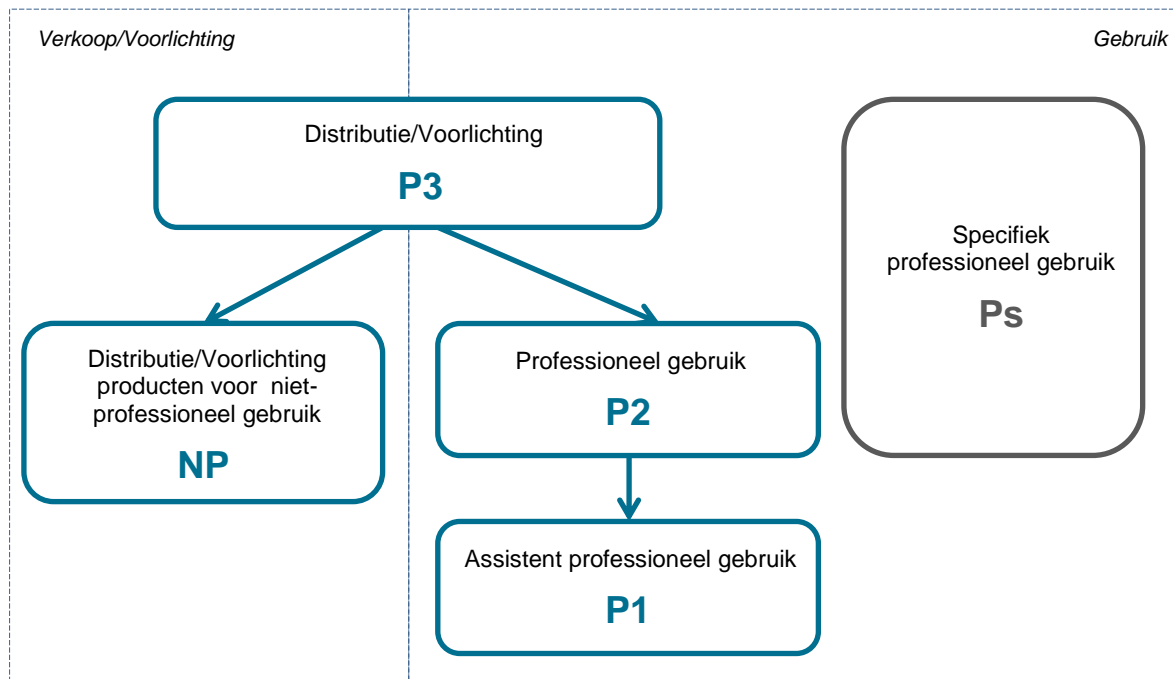 Verkoop/Voorlichting
Gebruik
Distributie/Voorlichting
P3
Specifiek
professioneel gebruik
Ps
Distributie/Voorlichting
producten voor niet-
professioneel gebruik
NP
Professioneel gebruik
P2
Assistent professioneel gebruik
P1